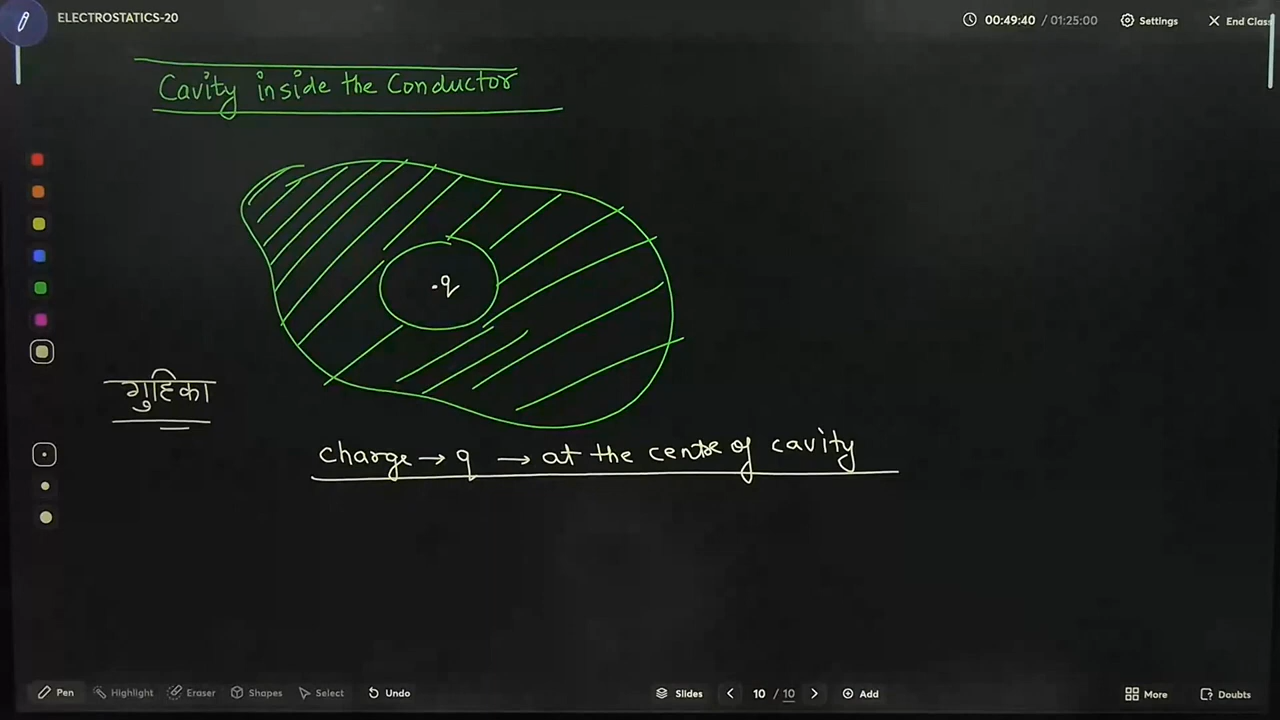 ELECTROSTATICS-20
00:49:40 / 01:25:00
Settings
End Class
Cavity inside the Conductor
.q
गुहिका
charge → q → at the centre of cavity
Pen
Highlight
Eraser
Shapes
Select
Undo
Slides
10 / 10
Add
More
Doubts